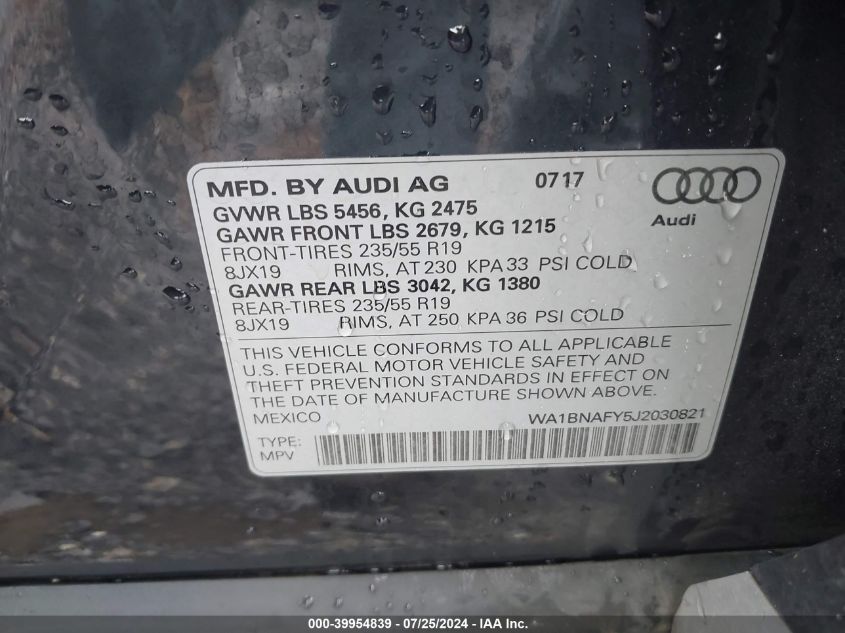 MFD. BY AUDI AG 0717
Audi
GVWR LBS 5456, KG 2475
GAWR FRONT LBS 2679, KG 1215
FRONT-TIRES 235/55 R19
8JX19 RIMS, AT 230 KPA 33 PSI COLD
GAWR REAR LBS 3042, KG 1380
REAR-TIRES 235/55 R19
8JX19 RIMS, AT 250 KPA 36 PSI COLD
THIS VEHICLE CONFORMS TO ALL APPLICABLE
U.S. FEDERAL MOTOR VEHICLE SAFETY AND
THEFT PREVENTION STANDARDS IN EFFECT ON
THE DATE OF MANUFACTURE SHOWN ABOVE.
MEXICO WA1BNAFY5J2030821
TYPE:
MPV
000-39954839 - 07/25/2024 - IAA Inc.